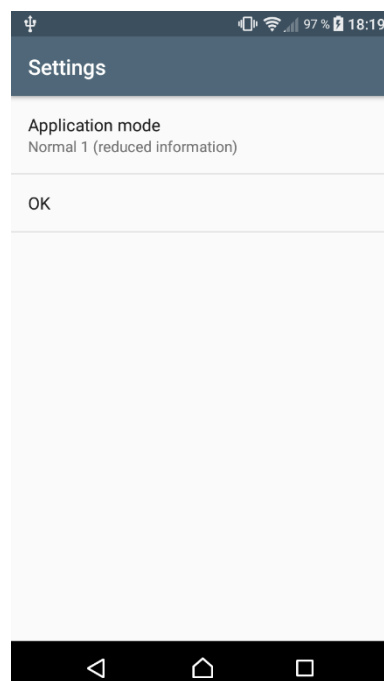 97 % 18:19
Settings
Application mode
Normal 1 (reduced information)
OK